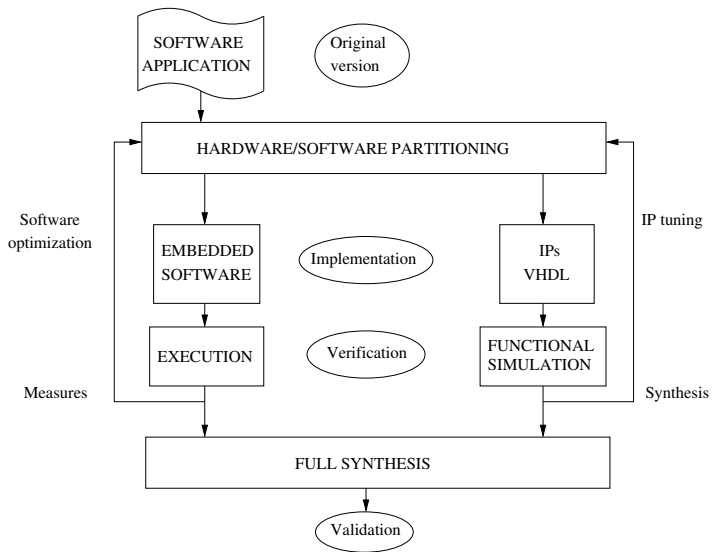 SOFTWARE
APPLICATION
Original
version
HARDWARE/SOFTWARE PARTITIONING
Software
optimization
IP tuning
EMBEDDED
SOFTWARE
Implementation
IPs
VHDL
EXECUTION
Verification
FUNCTIONAL
SIMULATION
Measures
Synthesis
FULL SYNTHESIS
Validation